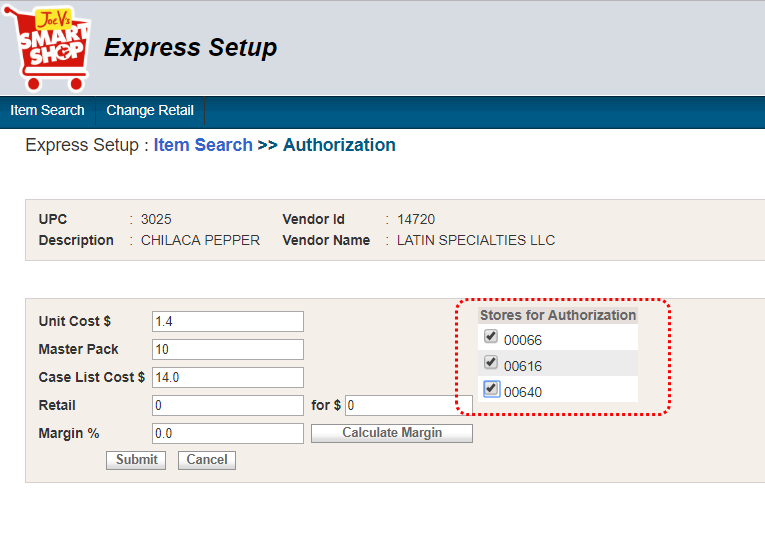 Joe V's
SMART
SHOP
Express Setup
Item Search Change Retail
Express Setup : Item Search >> Authorization
UPC : 3025 Vendor Id : 14720
Description : CHILACA PEPPER Vendor Name : LATIN SPECIALTIES LLC
Unit Cost $ 1.4
Master Pack 10
Case List Cost $ 14.0
Retail 0 for $ 0
Margin % 0.0 Calculate Margin
Submit Cancel
Stores for Authorization
00066
00616
00640